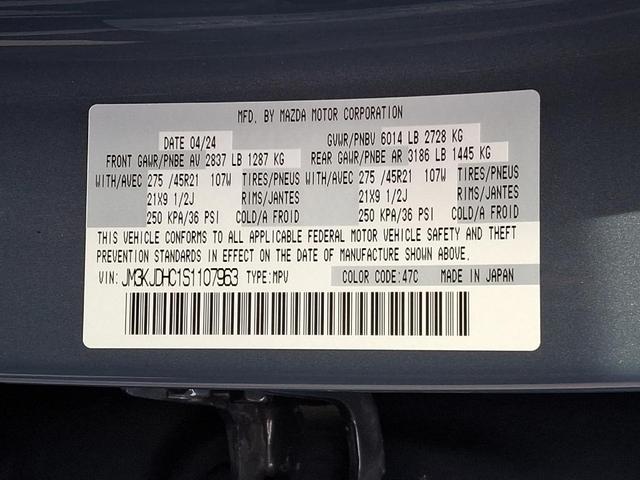 MFD. BY MAZDA MOTOR CORPORATION
DATE 04/24 GVWR/PNBV 6014 LB 2728 KG
FRONT GAWR/PNBE AV 2837 LB 1287 KG REAR GAWR/PNBE AR 3186 LB 1445 KG
WITH/AVEC 275 /45R21 107W TIRES/PNEUS WITH/AVEC 275 /45R21 107W TIRES/PNEUS
21X9 1/2J RIMS/JANTES 21X9 1/2J RIMS/JANTES
250 KPA/36 PSI COLD/A FROID 250 KPA/36 PSI COLD/A FROID
THIS VEHICLE CONFORMS TO ALL APPLICABLE FEDERAL MOTOR VEHICLE SAFETY AND THEFT
PREVENTION STANDARDS IN EFFECT ON THE DATE OF MANUFACTURE SHOWN ABOVE.
VIN: JM3KJDHC1S1107963 TYPE:MPV COLOR CODE:47C MADE IN JAPAN